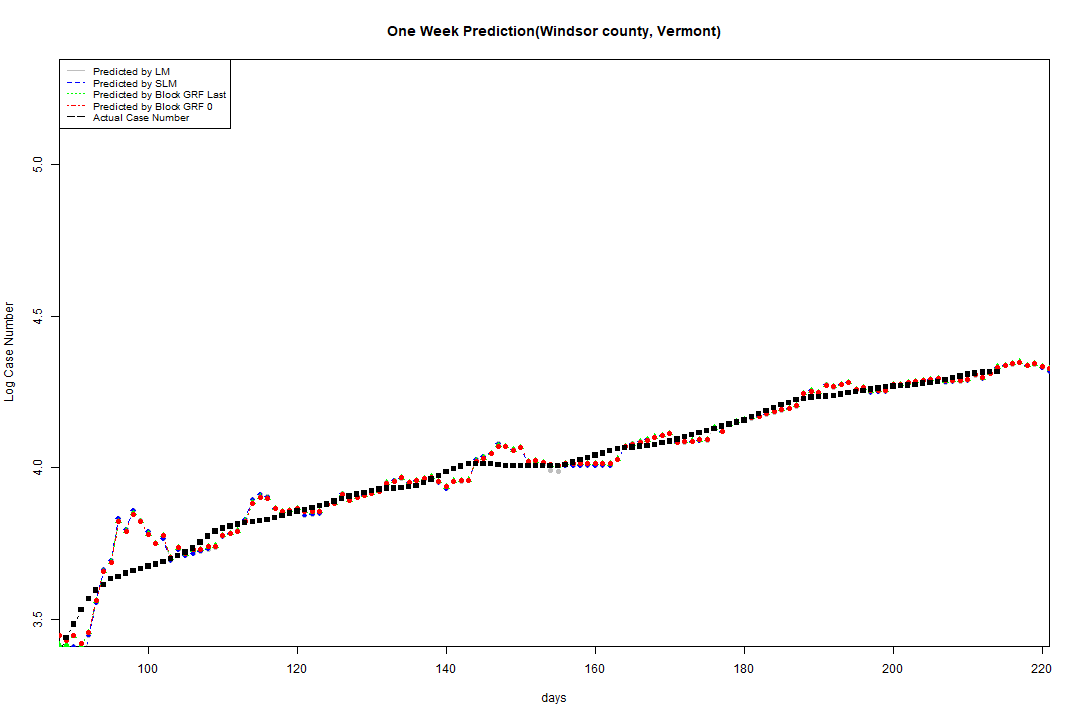 One Week Prediction(Windsor county, Vermont)
Predicted by LM
Predicted by SLM
Predicted by Block GRF Last
Predicted by Block GRF 0
Actual Case Number
5.0
4.5
4.0
3.5
Log Case Number
100 120 140 160 180 200 220
days